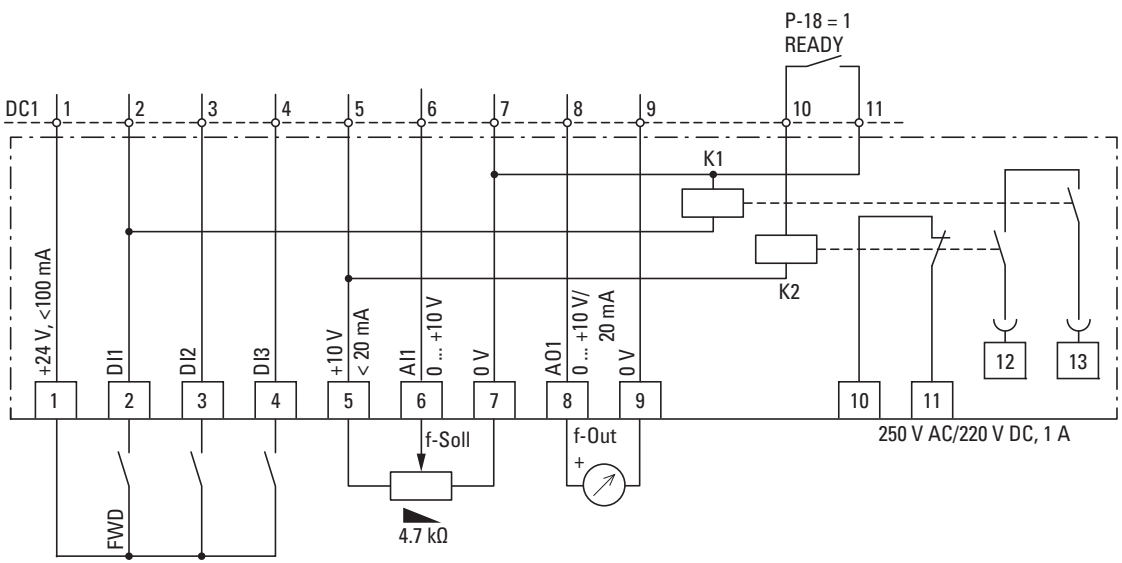 P-18 = 1
READY
DC1 1 2 3 4 5 6 7 8 9 10 11
K1
K2
+24 V, <100 mA
DI1
DI2
DI3
+10 V
< 20 mA
AI1
0 ... +10 V
0 V
AO1
0 ... +10 V/
20 mA
0 V
12 13
1 2 3 4 5 6 7 8 9 10 11
250 V AC/220 V DC, 1 A
f-Soll
f-Out
+
FWD
4.7 kΩ